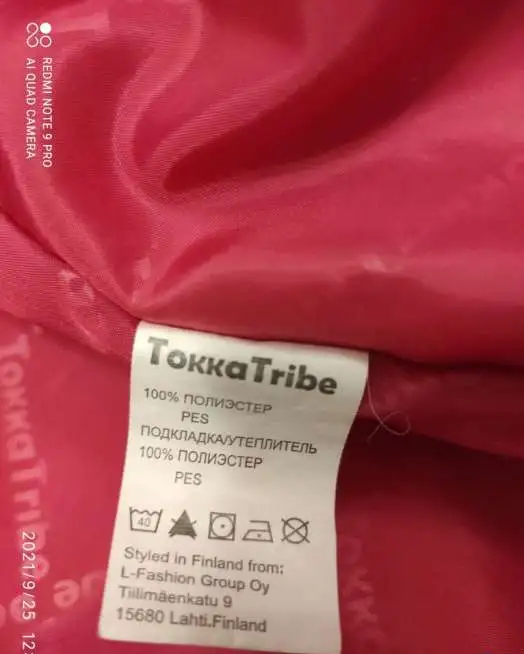 REDMI NOTE 9 PRO
AI QUAD CAMERA
TokkaTribe
100% ПОЛИЭСТЕР
PES
ПОДКЛАДКА/УТЕПЛИТЕЛЬ
100% ПОЛИЭСТЕР
PES
40
Styled in Finland from:
L-Fashion Group Oy
Tiilimäenkatu 9
15680 Lahti.Finland
TokkaTribe
2021/9/25